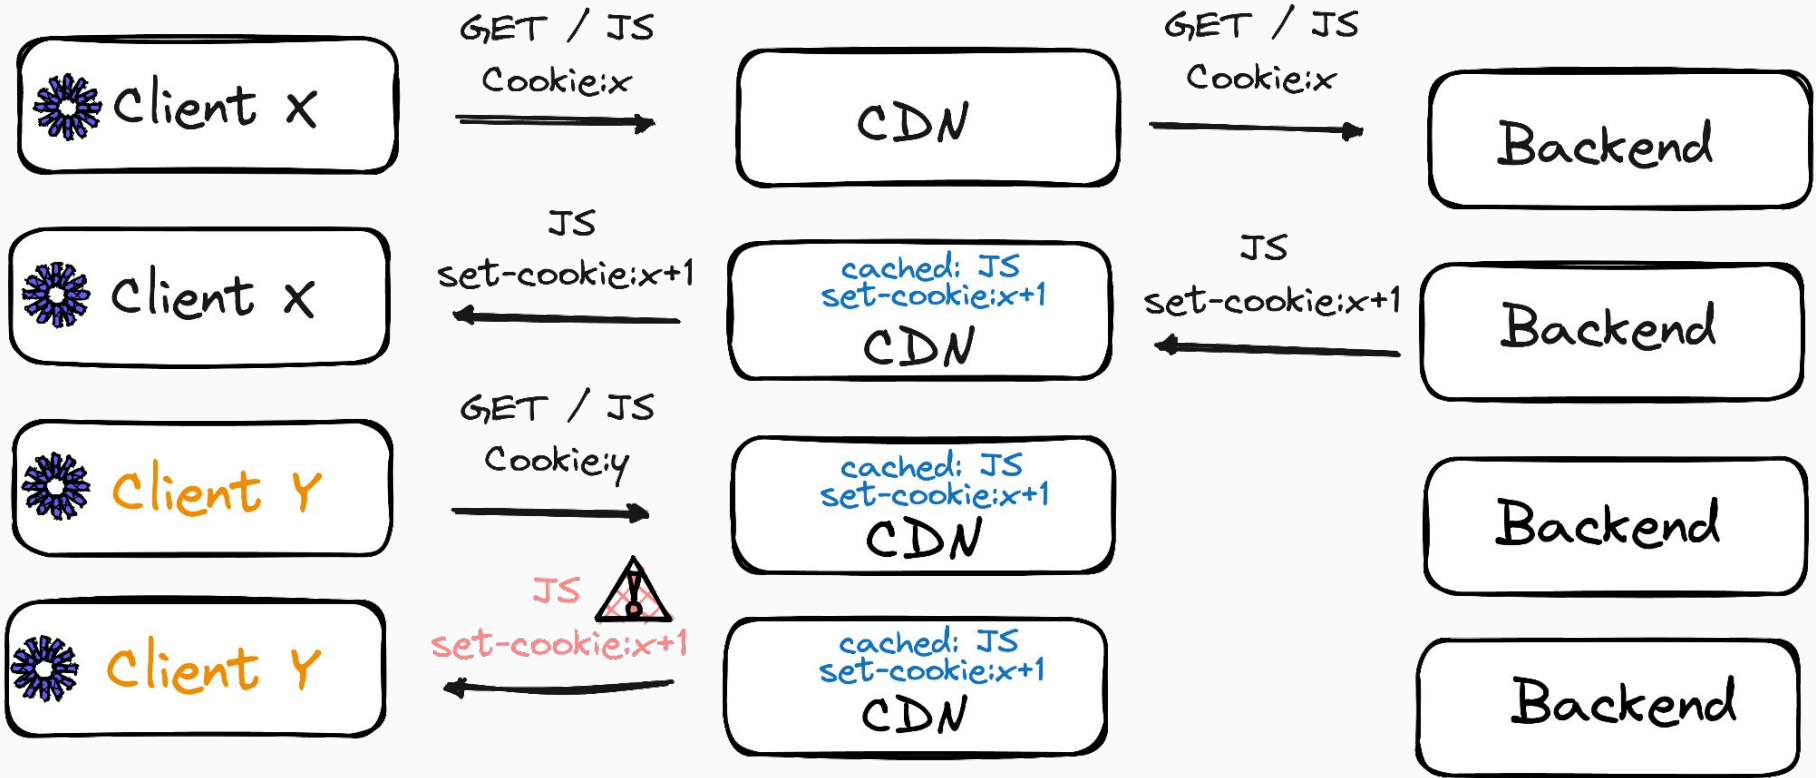 GET / JS
Cookie:x
GET / JS
Cookie:x
Client X
CDN
Backend
JS
set-cookie:x+1
JS
set-cookie:x+1
Client X
cached: JS
set-cookie:x+1
CDN
Backend
GET / JS
Cookie:y
Client Y
cached: JS
set-cookie:x+1
CDN
Backend
JS
set-cookie:x+1
Client Y
cached: JS
set-cookie:x+1
CDN
Backend